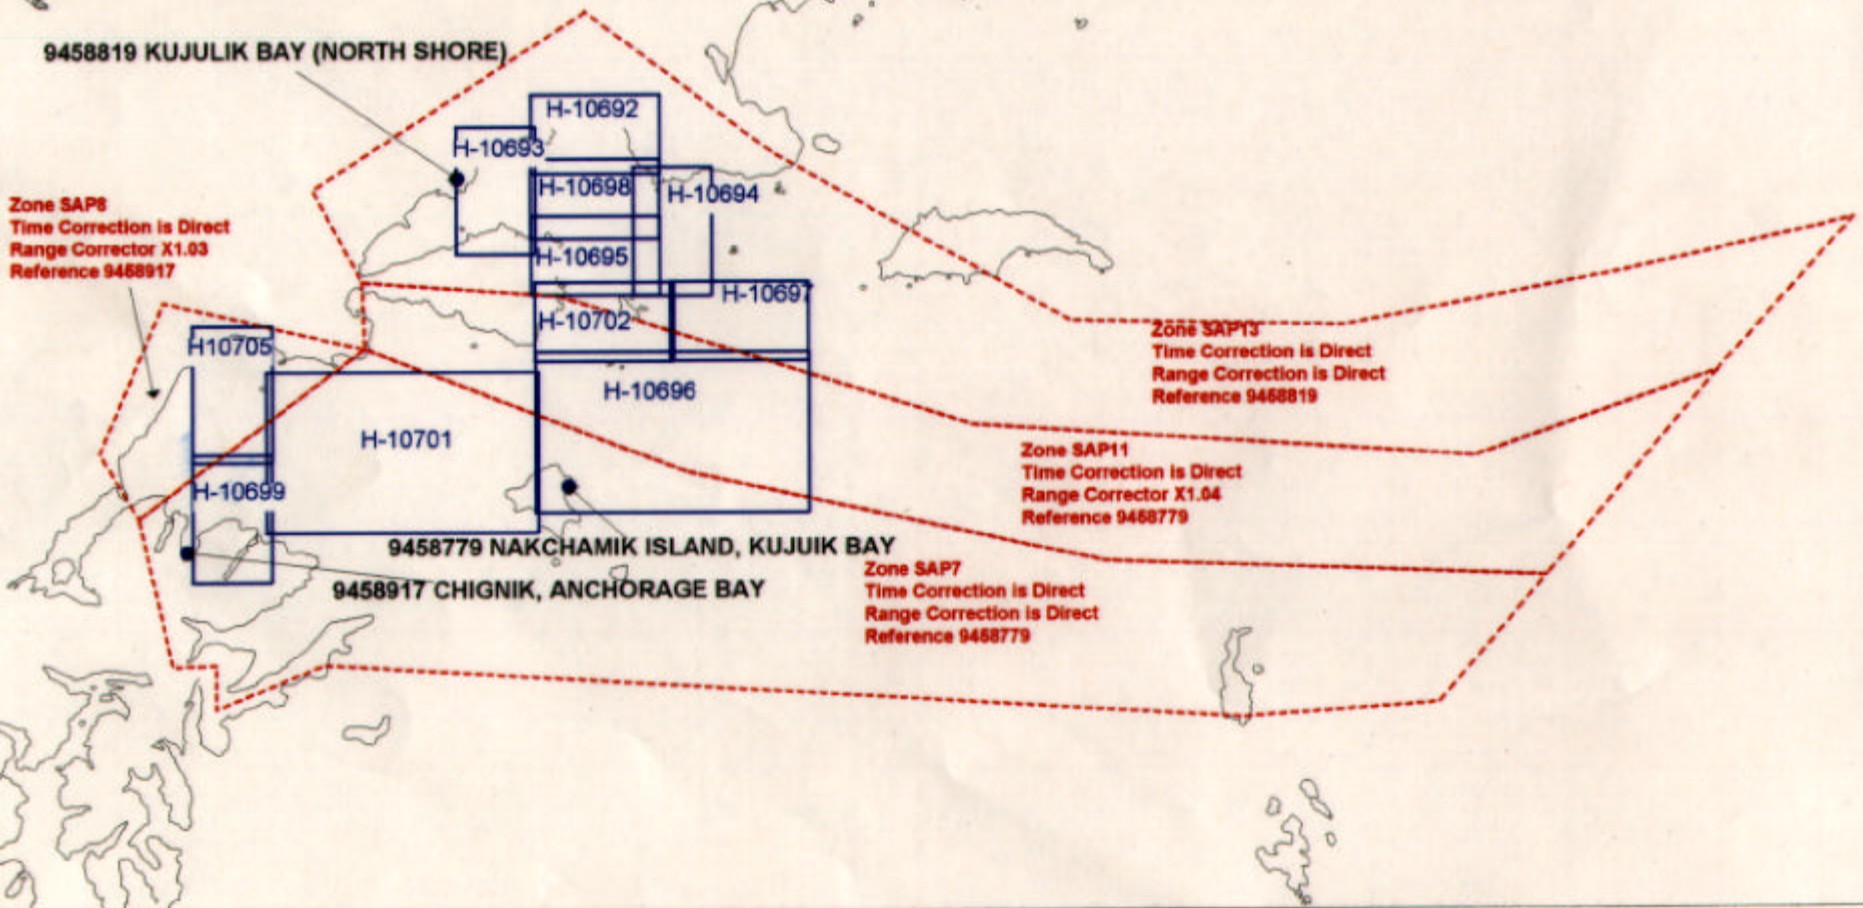 9458819 KUJULIK BAY (NORTH SHORE)
H-10692
H-10693
H-10698
H-10694
Zone SAP8
Time Correction is Direct
Range Corrector X1.03
Reference 9458917
H-10695
H-10697
H-10702
H10705
Zone SAP13
Time Correction is Direct
Range Correction is Direct
Reference 9458819
H-10696
H-10701
Zone SAP11
Time Correction is Direct
Range Corrector X1.04
Reference 9458779
H-10699
9458779 NAKCHAMIK ISLAND, KUJUIK BAY
9458917 CHIGNIK, ANCHORAGE BAY
Zone SAP7
Time Correction is Direct
Range Correction is Direct
Reference 9458779